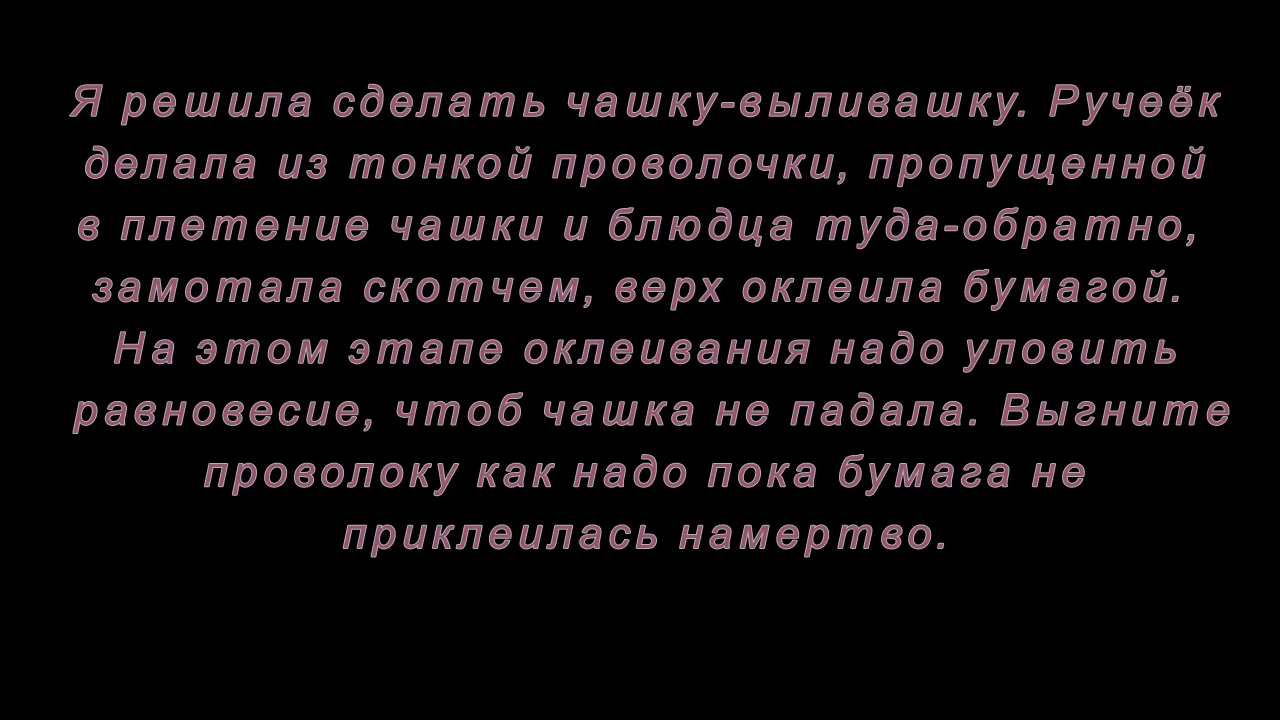 Я решила сделать чашку-выливашку. Ручеёк
делала из тонкой проволочки, пропущенной
в плетение чашки и блюдца туда-обратно,
замотала скотчем, верх оклеила бумагой.
На этом этапе оклеивания надо уловить
равновесие, чтоб чашка не падала. Выгните
проволоку как надо пока бумага не
приклеилась намертво.